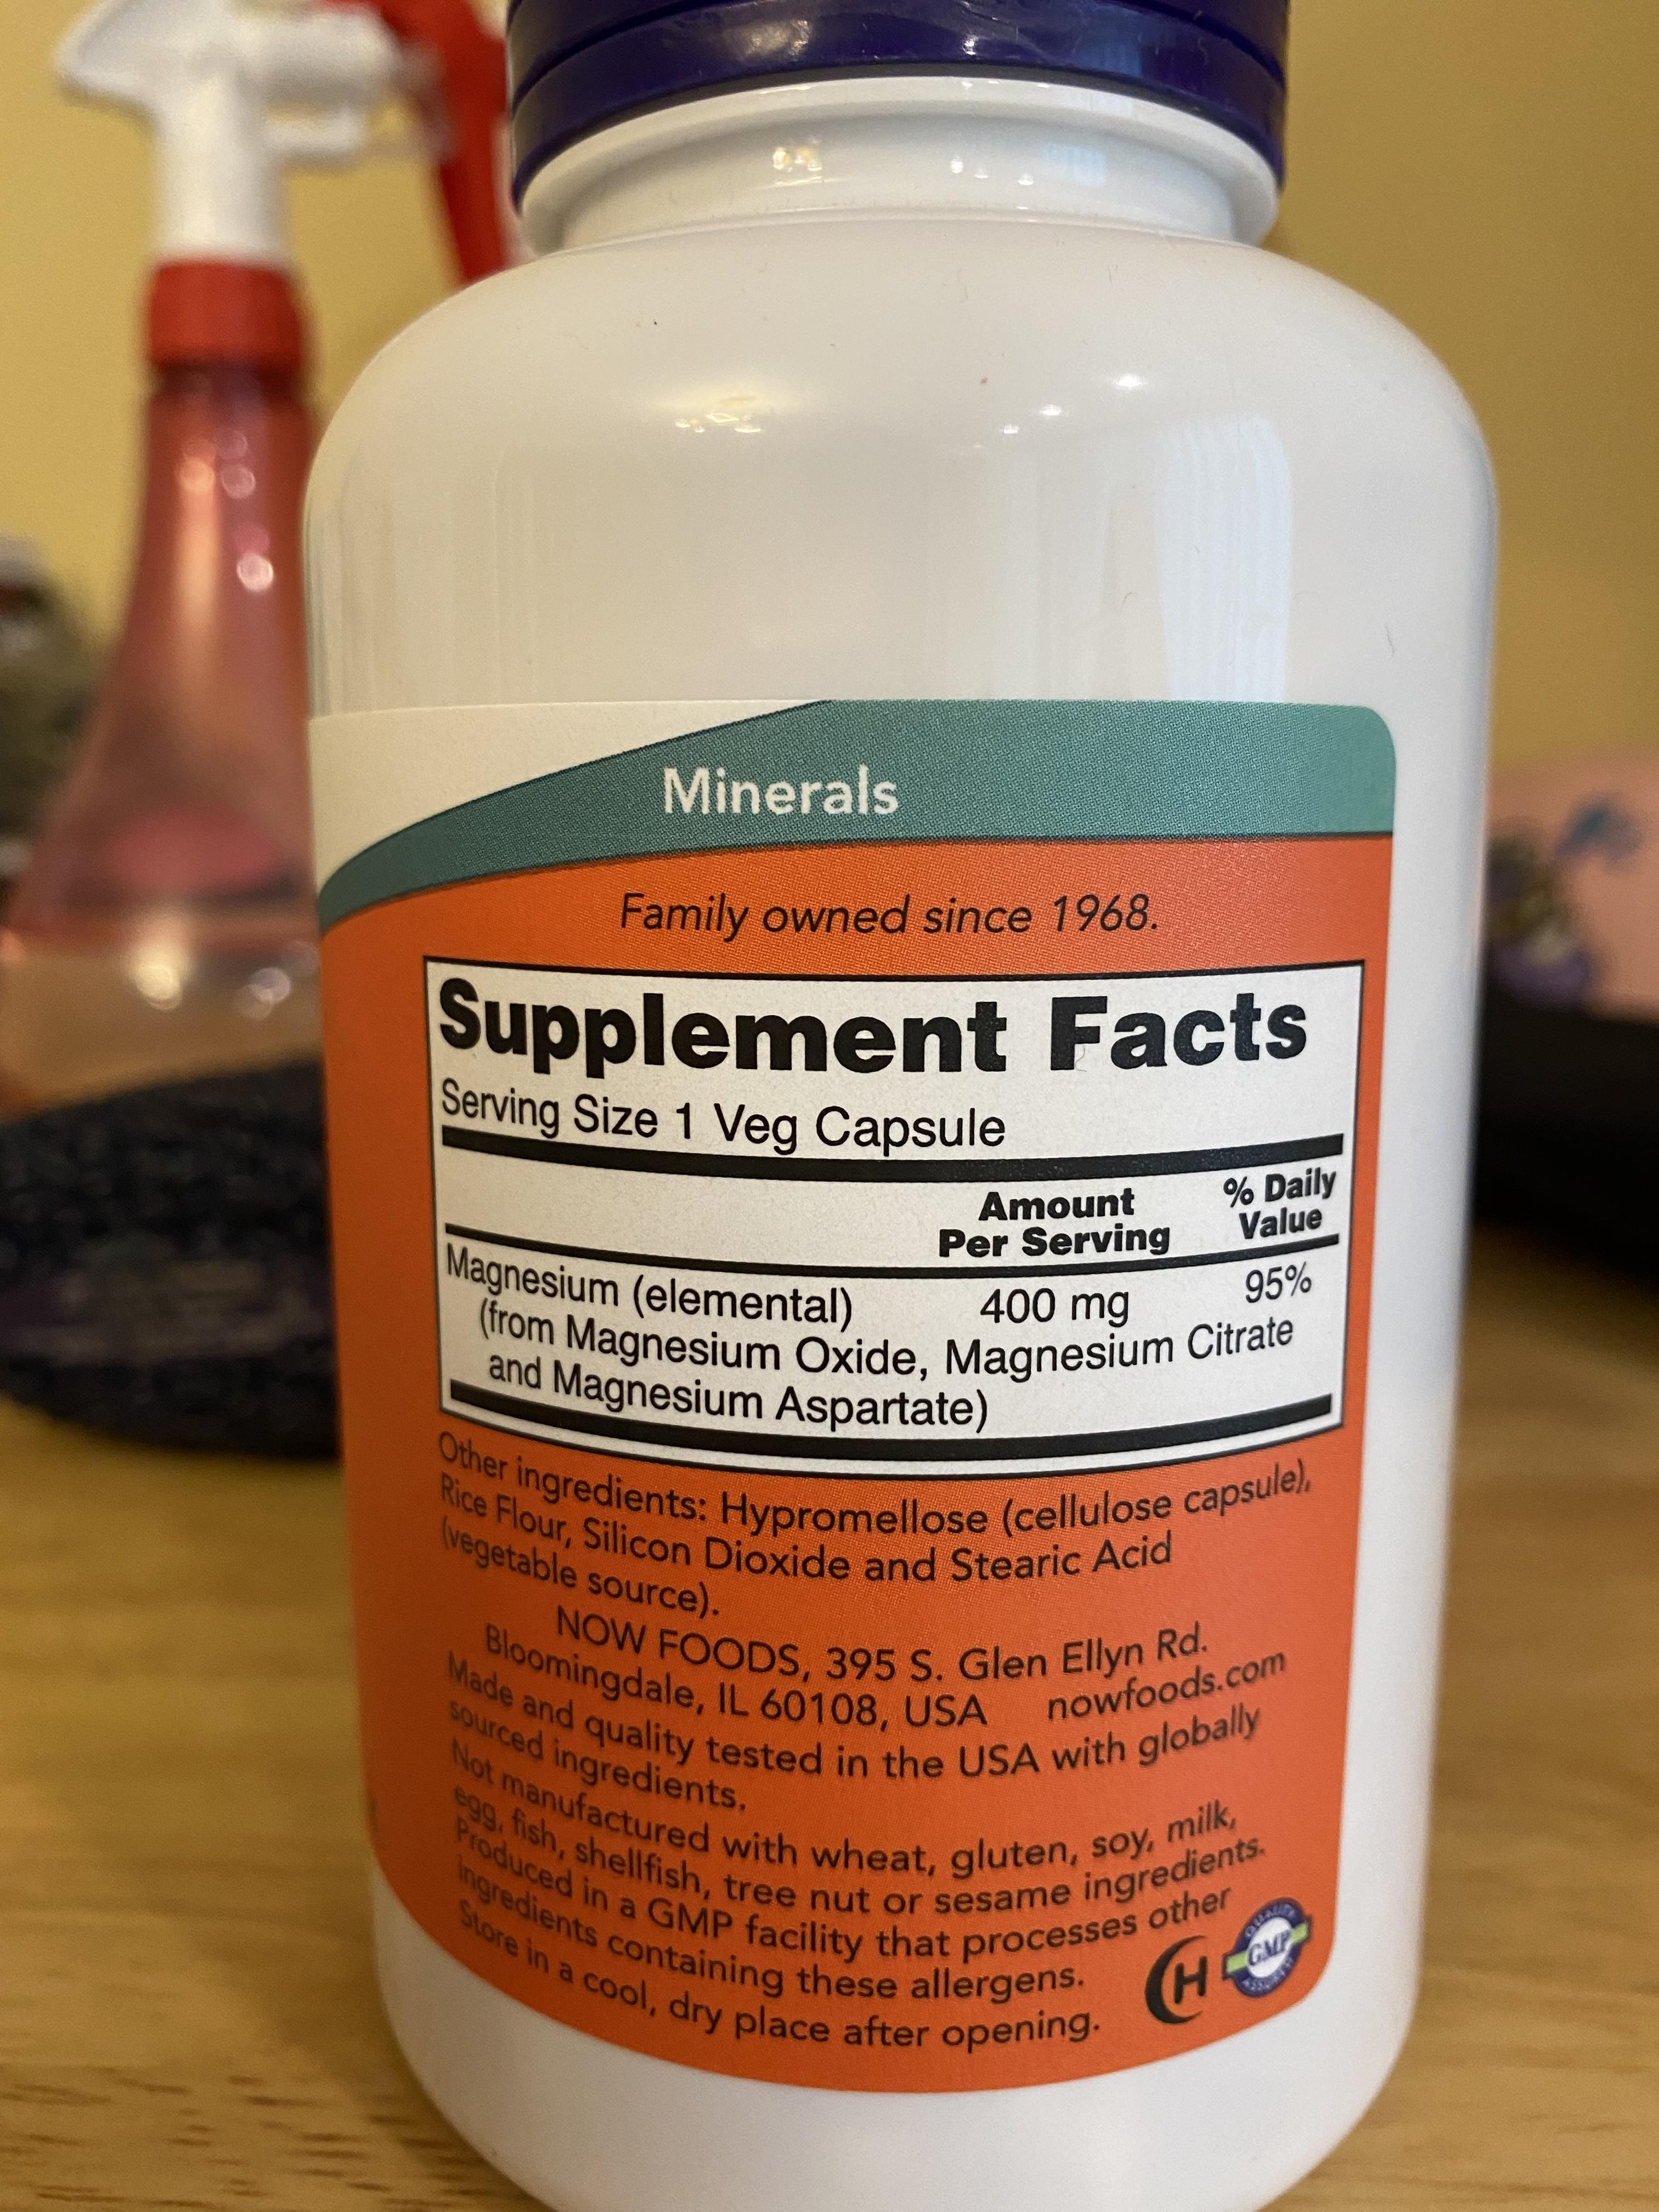 Minerals
Family owned since 1968.
Supplement Facts
Serving Size 1 Veg Capsule
Amount
Per Serving
% Daily
Value
Magnesium (elemental) 400 mg 95%
(from Magnesium Oxide, Magnesium Citrate
and Magnesium Aspartate)
Other ingredients: Hypromellose (cellulose capsule),
Rice Flour, Silicon Dioxide and Stearic Acid
(vegetable source).
NOW FOODS, 395 S. Glen Ellyn Rd.
Bloomingdale, IL 60108, USA nowfoods.com
Made and quality tested in the USA with globally
sourced ingredients.
Not manufactured with wheat, gluten, soy, milk,
egg, fish, shellfish, tree nut or sesame ingredients.
Produced in a GMP facility that processes other
ingredients containing these allergens.
Store in a cool, dry place after opening.
H
QUALITY
GMP
ASSURED